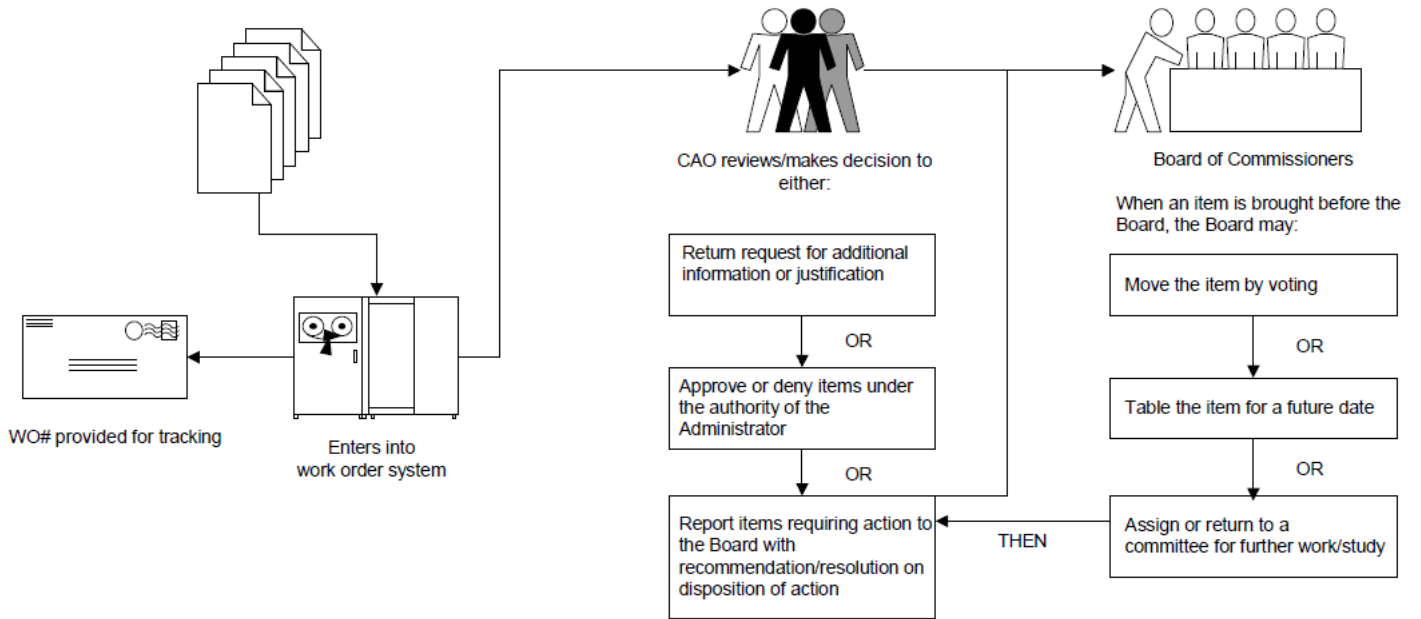 CAO reviews/makes decision to
either:
Board of Commissioners
When an item is brought before the
Board, the Board may:
Return request for additional
information or justification
Move the item by voting
OR
OR
Approve or deny items under
the authority of the
Administrator
Table the item for a future date
WO# provided for tracking
Enters into
work order system
OR
OR
Report items requiring action to
the Board with
recommendation/resolution on
disposition of action
THEN
Assign or return to a
committee for further work/study